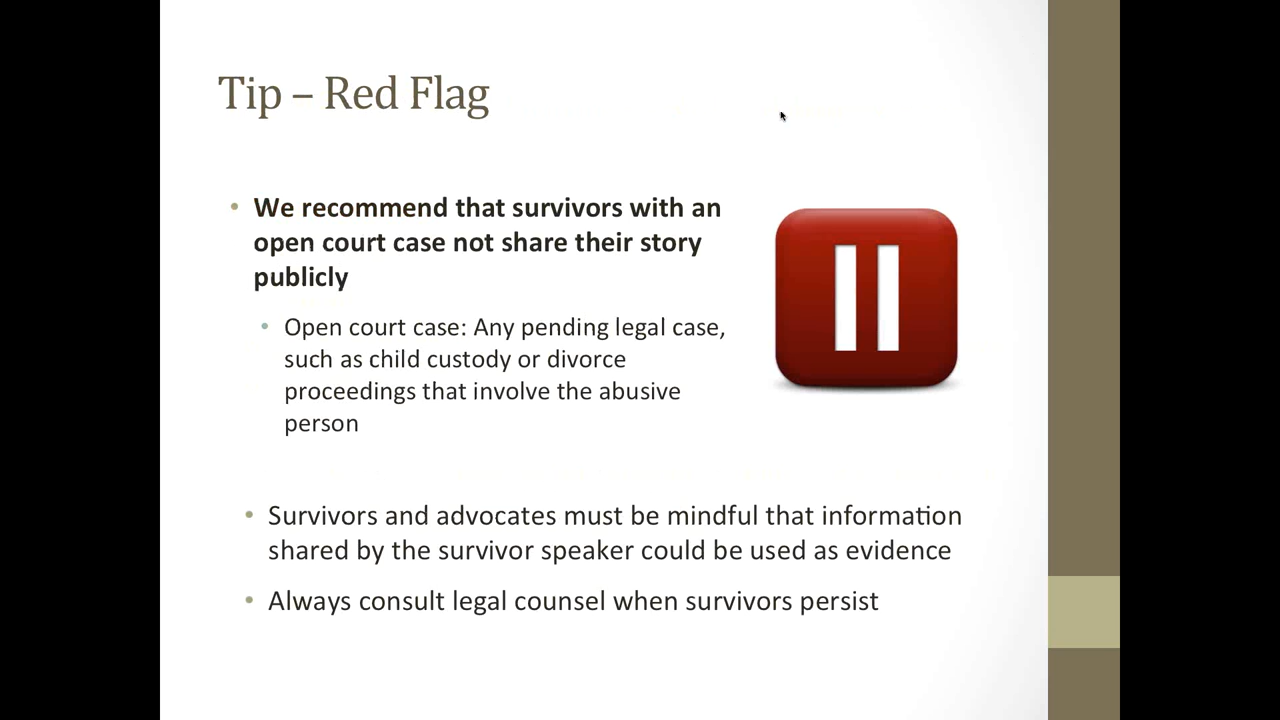 Tip – Red Flag
• We recommend that survivors with an
open court case not share their story
publicly
• Open court case: Any pending legal case,
such as child custody or divorce
proceedings that involve the abusive
person
• Survivors and advocates must be mindful that information
shared by the survivor speaker could be used as evidence
• Always consult legal counsel when survivors persist